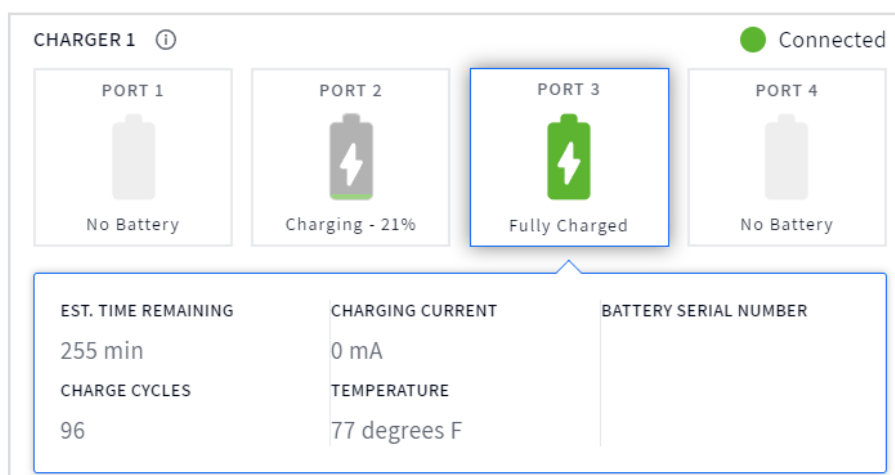 CHARGER 1
Connected
PORT 1
PORT 2
PORT 3
PORT 4
No Battery
Charging - 21%
Fully Charged
No Battery
EST. TIME REMAINING
CHARGING CURRENT
BATTERY SERIAL NUMBER
255 min
0 mA
CHARGE CYCLES
TEMPERATURE
96
77 degrees F